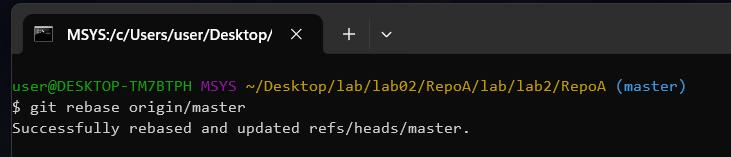 MSYS:/c/Users/user/Desktop/
user@DESKTOP-TM7BTPH MSYS ~/Desktop/lab/lab02/RepoA/lab/lab2/RepoA (master)
$ git rebase origin/master
Successfully rebased and updated refs/heads/master.